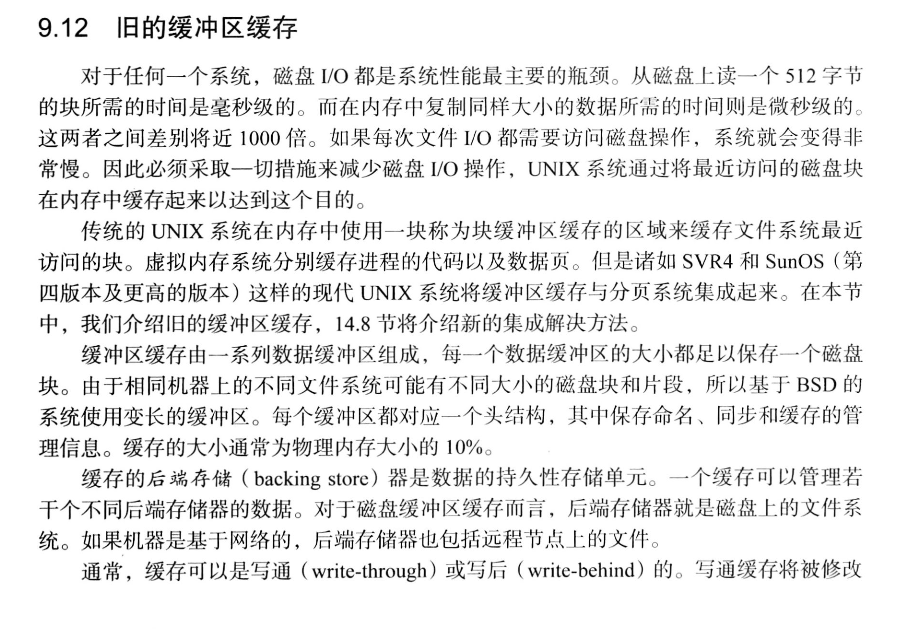 9.12 旧的缓冲区缓存
对于任何一个系统，磁盘 I/O 都是系统性能最主要的瓶颈。从磁盘上读一个 512 字节
的块所需的时间是毫秒级的。而在内存中复制同样大小的数据所需的时间则是微秒级的。
这两者之间差别将近 1000 倍。如果每次文件 I/O 都需要访问磁盘操作，系统就会变得非
常慢。因此必须采取一切措施来减少磁盘 I/O 操作，UNIX 系统通过将最近访问的磁盘块
在内存中缓存起来以达到这个目的。
传统的 UNIX 系统在内存中使用一块称为块缓冲区缓存的区域来缓存文件系统最近
访问的块。虚拟内存系统分别缓存进程的代码以及数据页。但是诸如 SVR4 和 SunOS（第
四版本及更高的版本）这样的现代 UNIX 系统将缓冲区缓存与分页系统集成起来。在本节
中，我们介绍旧的缓冲区缓存，14.8 节将介绍新的集成解决方法。
缓冲区缓存由一系列数据缓冲区组成，每一个数据缓冲区的大小都足以保存一个磁盘
块。由于相同机器上的不同文件系统可能有不同大小的磁盘块和片段，所以基于 BSD 的
系统使用变长的缓冲区。每个缓冲区都对应一个头结构，其中保存命名、同步和缓存的管
理信息。缓存的大小通常为物理内存大小的 10%。
缓存的后端存储（backing store）器是数据的持久性存储单元。一个缓存可以管理若
干个不同后端存储器的数据。对于磁盘缓冲区缓存而言，后端存储器就是磁盘上的文件系
统。如果机器是基于网络的，后端存储器也包括远程节点上的文件。
通常，缓存可以是写通（write-through）或写后（write-behind）的。写通缓存将被修改